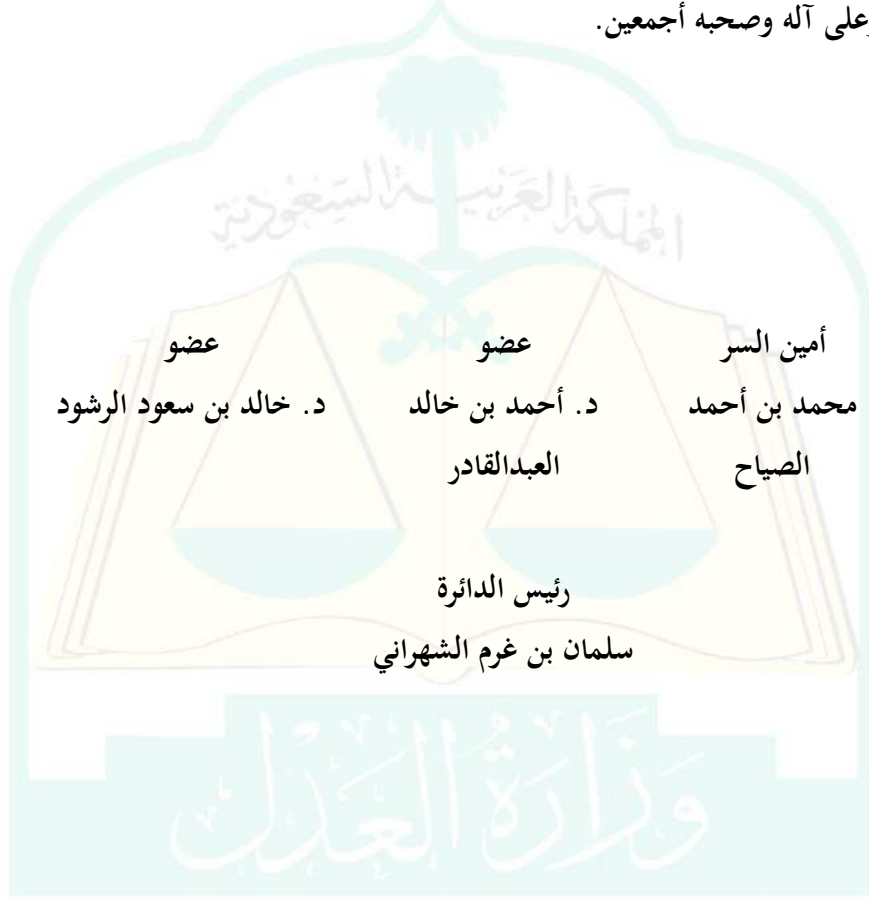 وعلى آله وصحبه أجمعين.
المملكة العربية السعودية
أمين السر عضو عضو
محمد بن أحمد د. أحمد بن خالد د. خالد بن سعود الرشود
الصياح العبدالقادر
رئيس الدائرة
سلمان بن غرم الشهراني
وزارة العدل